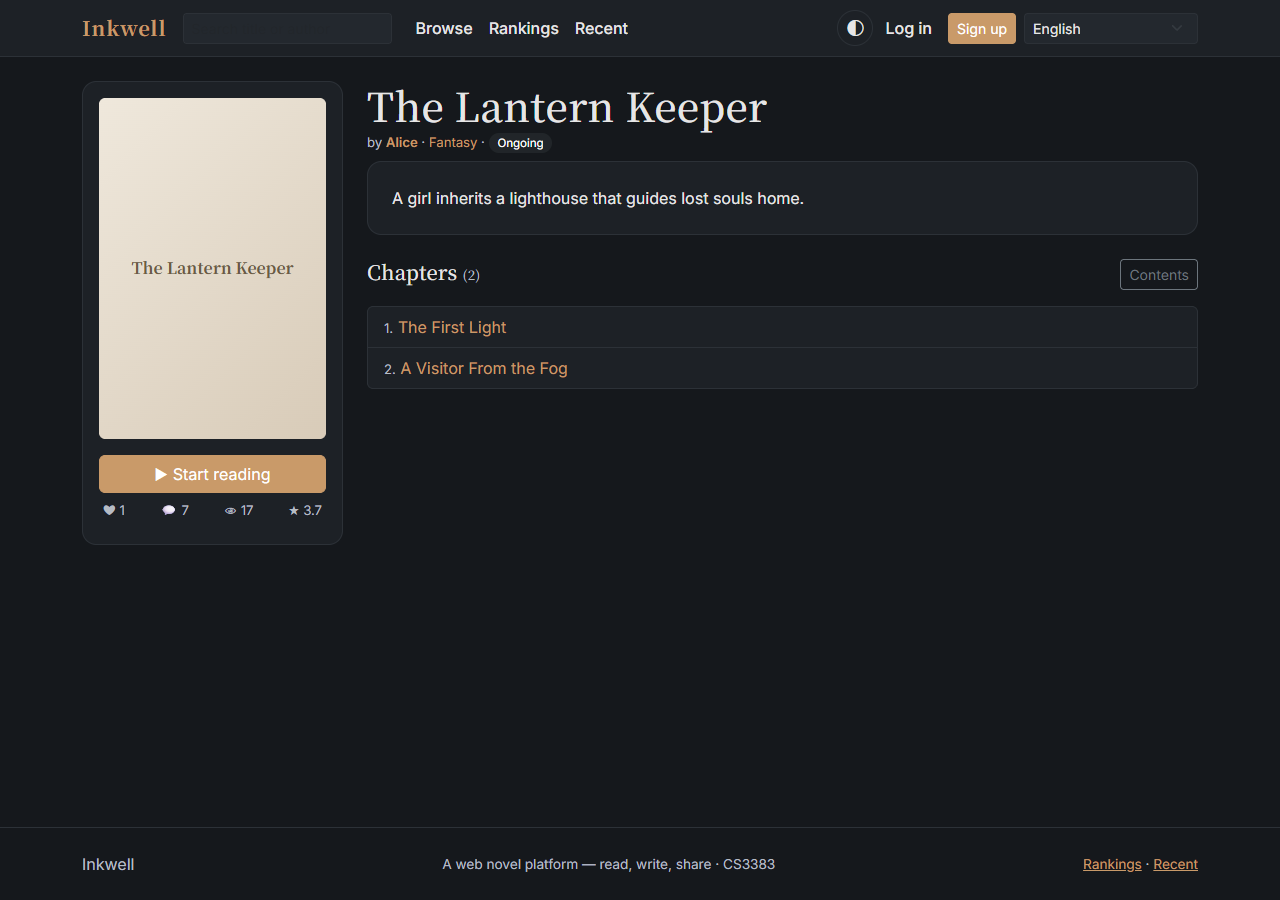 Inkwell
Browse Rankings Recent
Log in
Sign up
English
The Lantern Keeper
▶ Start reading
♥ 1 💬 7 👁 17 ★ 3.7
The Lantern Keeper
by Alice · Fantasy · Ongoing
A girl inherits a lighthouse that guides lost souls home.
Chapters (2)
Contents
1. The First Light
2. A Visitor From the Fog
Inkwell
A web novel platform — read, write, share · CS3383
Rankings · Recent